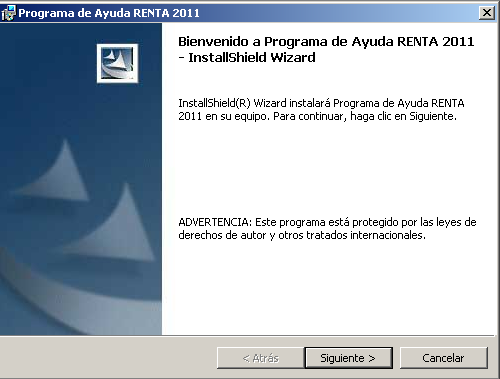 Programa de Ayuda RENTA 2011
Bienvenido a Programa de Ayuda RENTA 2011
- InstallShield Wizard
InstallShield(R) Wizard instalará Programa de Ayuda RENTA
2011 en su equipo. Para continuar, haga clic en Siguiente.
ADVERTENCIA: Este programa está protegido por las leyes de
derechos de autor y otros tratados internacionales.
< Atrás
Siguiente >
Cancelar